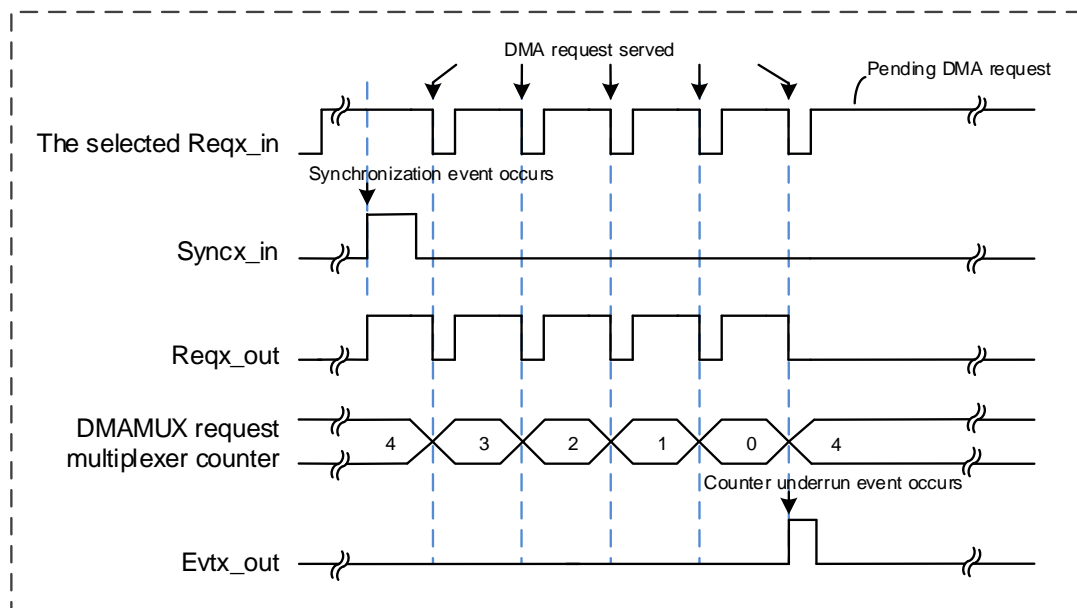 DMA request served
Pending DMA request
The selected Reqx_in
Synchronization event occurs
Syncx_in
Reqx_out
DMAMUX request
multiplexer counter
4 3 2 1 0 4
Counter underrun event occurs
Evtx_out